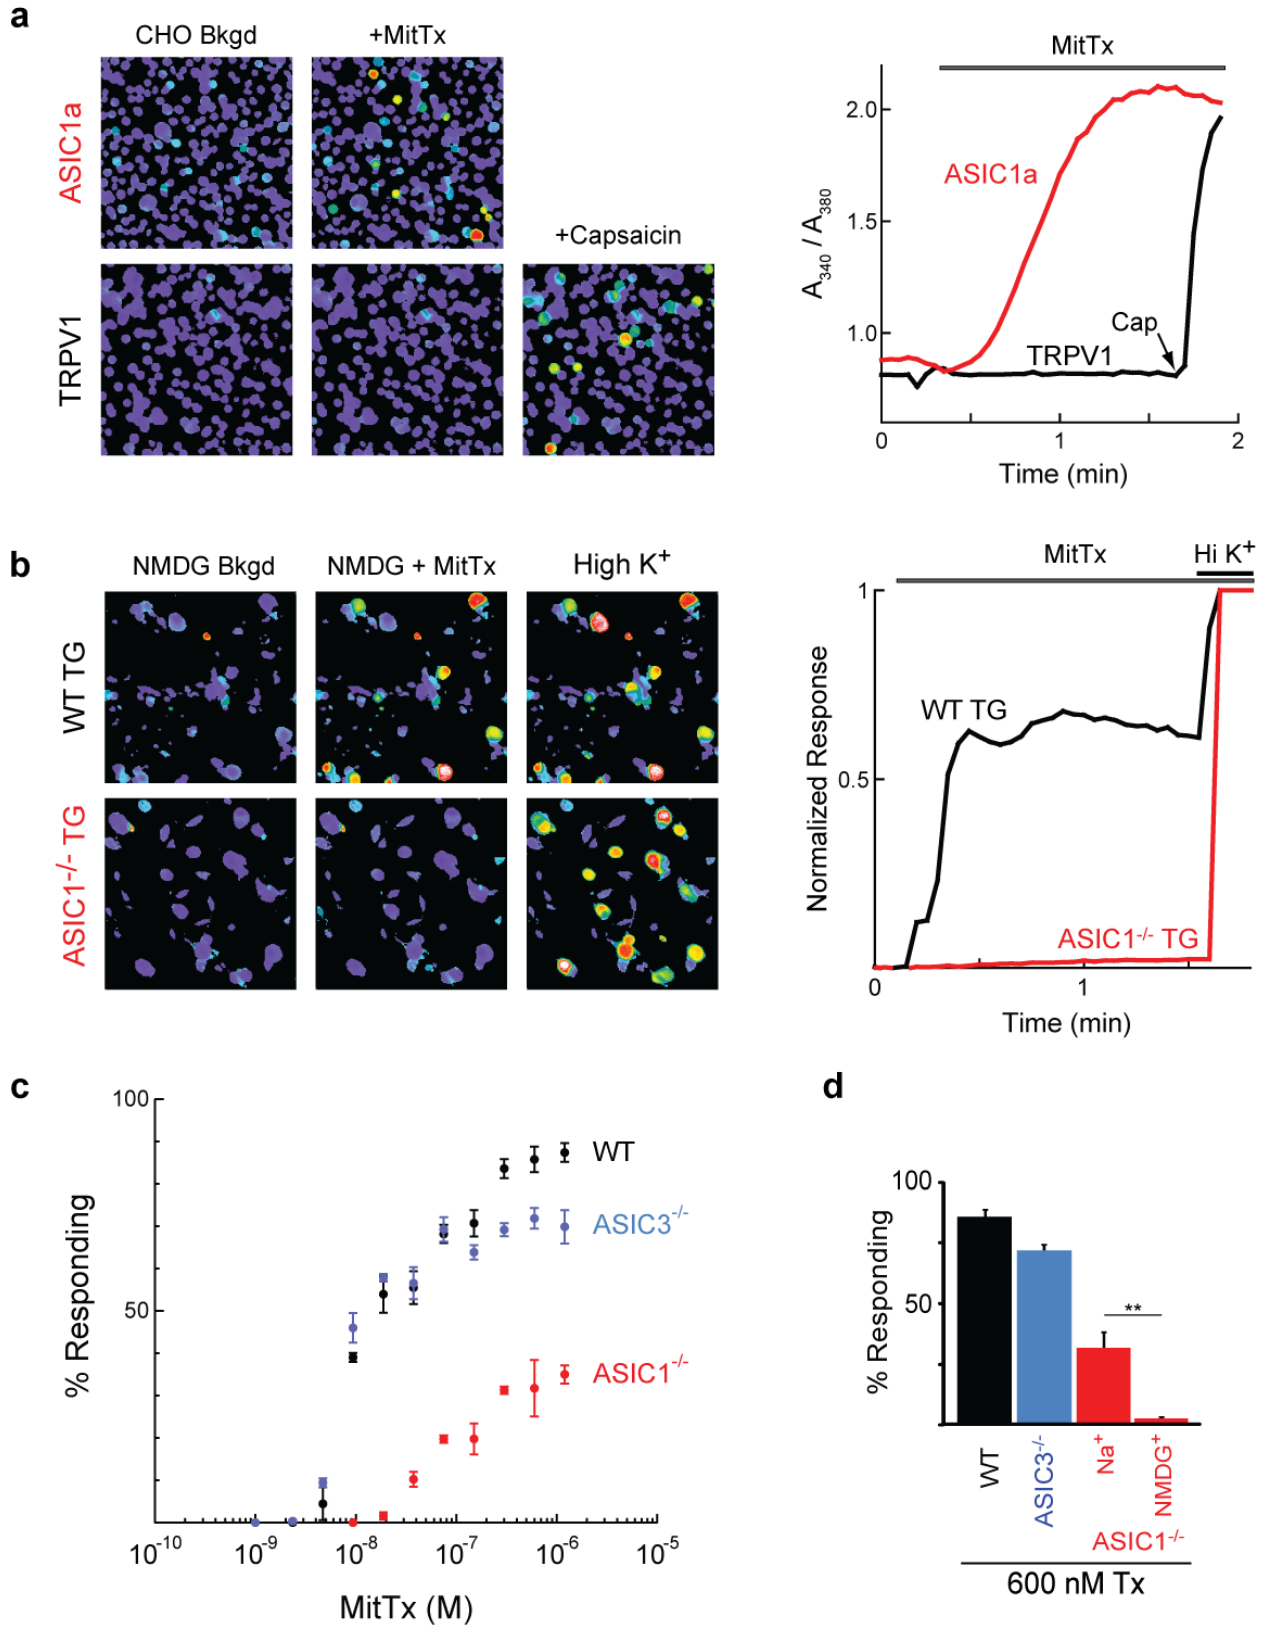 a
CHO Bkgd
+MitTx
ASIC1a
+Capsaicin
TRPV1
MitTx
2.0
1.5
1.0
A340 / A380
ASIC1a
TRPV1
Cap
0
1
2
Time (min)
b
NMDG Bkgd
NMDG + MitTx
High K+
WT TG
ASIC1-/- TG
MitTx
Hi K+
1
0.5
0
Normalized Response
WT TG
ASIC1-/- TG
0
1
Time (min)
c
100
50
% Responding
WT
ASIC3-/-
ASIC1-/-
10-10
10-9
10-8
10-7
10-6
10-5
MitTx (M)
d
100
50
% Responding
**
WT
ASIC3-/-
Na+
NMDG+
ASIC1-/-
600 nM Tx